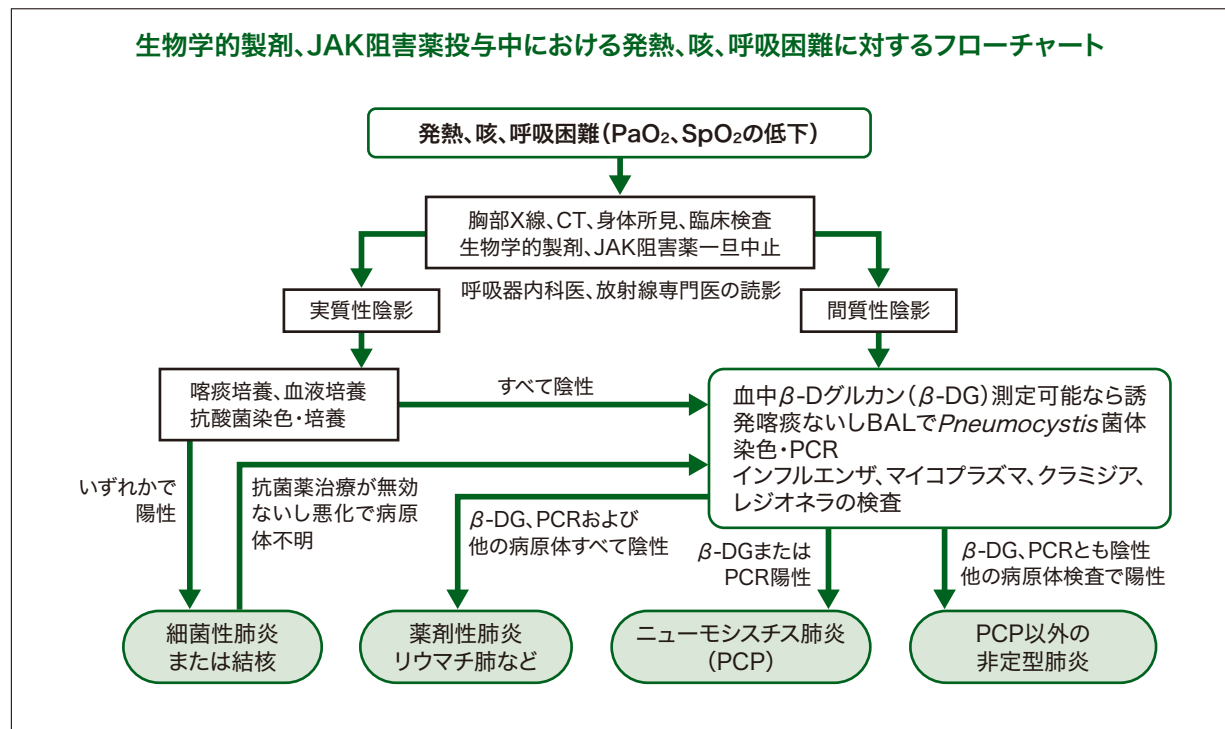 生物学的製剤、JAK阻害薬投与中における発熱、咳、呼吸困難に対するフローチャート
発熱、咳、呼吸困難(PaO₂、SpO₂の低下)
胸部X線、CT、身体所見、臨床検査
生物学的製剤、JAK阻害薬一旦中止
呼吸器内科医、放射線専門医の読影
実質性陰影
間質性陰影
喀痰培養、血液培養
抗酸菌染色・培養
すべて陰性
血中β-Dグルカン(β-DG)測定可能なら誘
発喀痰ないしBALでPneumocystis菌体
染色・PCR
インフルエンザ、マイコプラズマ、クラミジア、
レジオネラの検査
いずれかで
陽性
抗菌薬治療が無効
ないし悪化で病原
体不明
β-DG、PCRおよび
他の病原体すべて陰性
β-DGまたは
PCR陽性
β-DG、PCRとも陰性
他の病原体検査で陽性
細菌性肺炎
または結核
薬剤性肺炎
リウマチ肺など
ニューモシスチス肺炎
(PCP)
PCP以外の
非定型肺炎